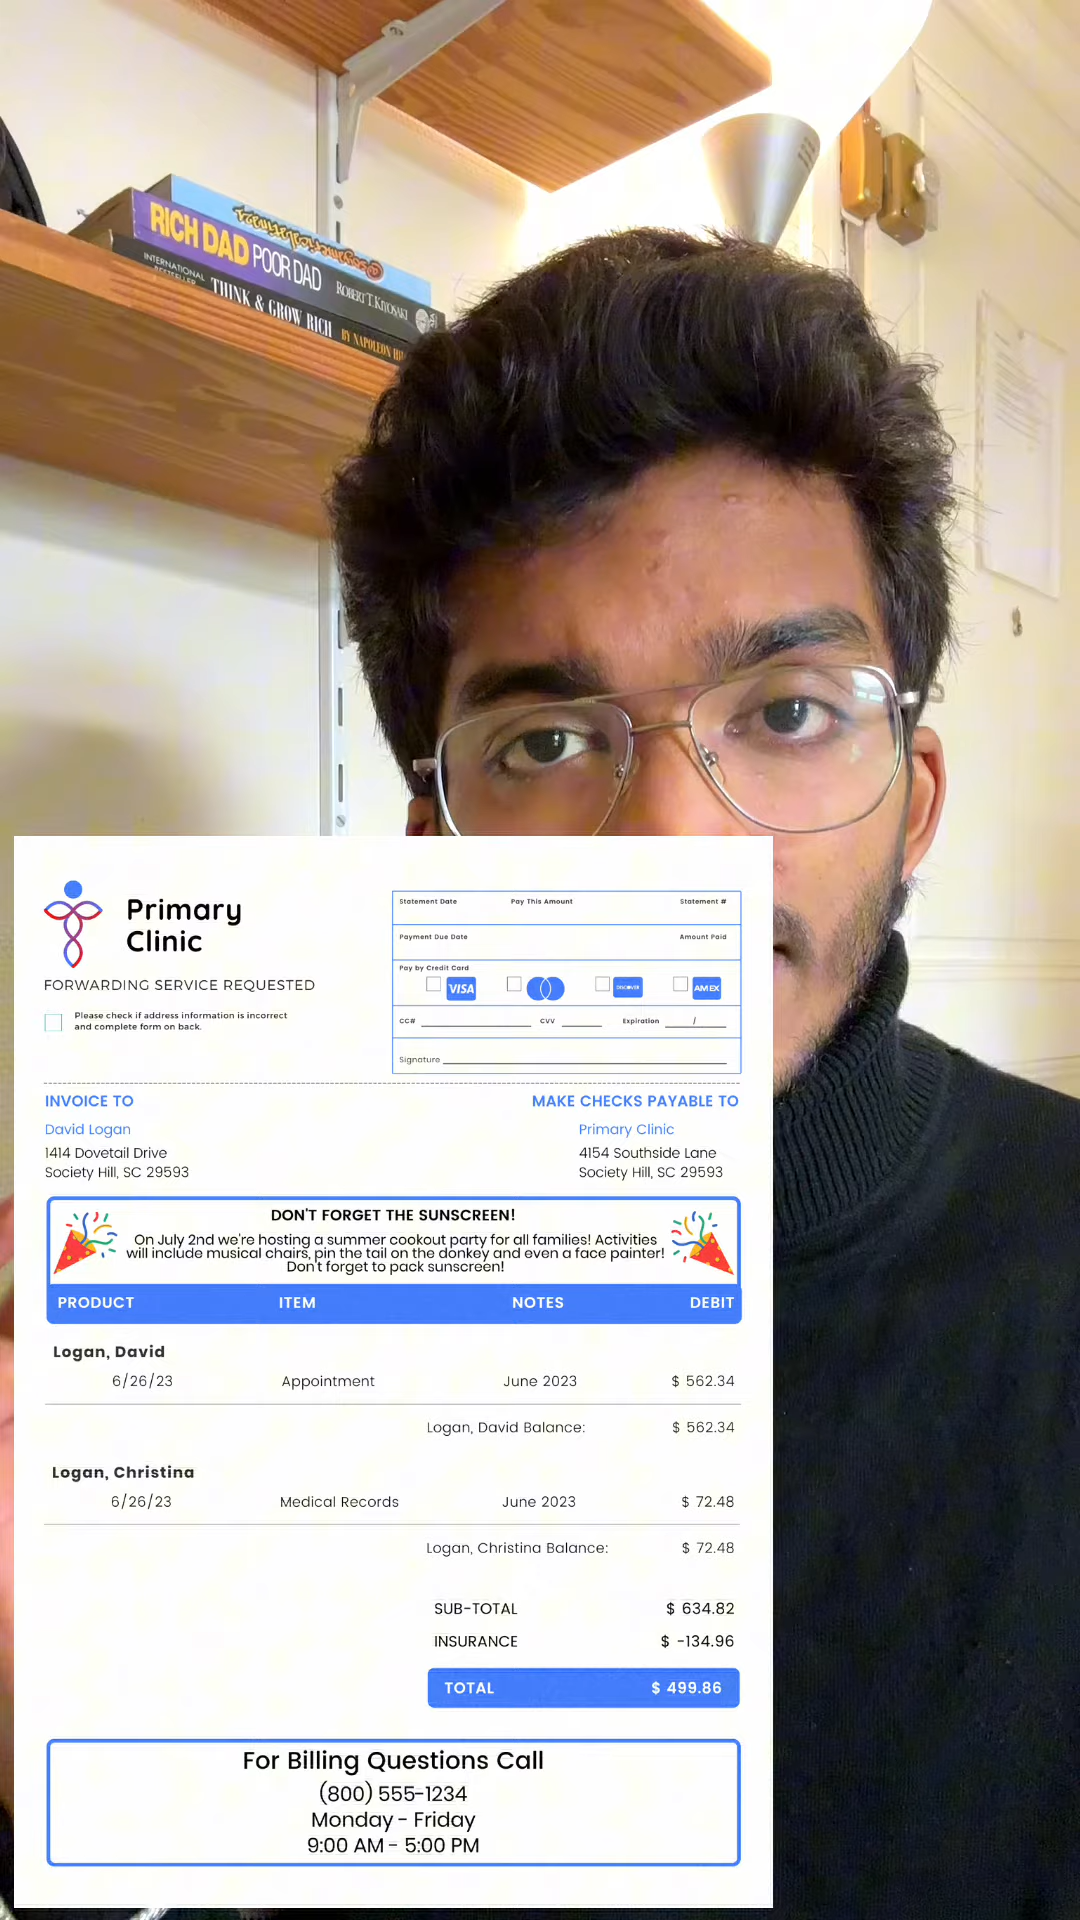 RICH DAD
POOR DAD
ROBERT T. KIYOSAKI
INTERNATIONAL
BESTSELLER
THINK & GROW RICH
BY NAPOLEON
Primary
Clinic
FORWARDING SERVICE REQUESTED
Please check if address information is incorrect
and complete form on back.
Statement Date Pay This Amount Statement #
Payment Due Date Amount Paid
Pay by Credit Card
VISA DISCOVER AMEX
CC# CVV Expiration /
Signature
INVOICE TO
David Logan
1414 Dovetail Drive
Society Hill, SC 29593
MAKE CHECKS PAYABLE TO
Primary Clinic
4154 Southside Lane
Society Hill, SC 29593
DON'T FORGET THE SUNSCREEN!
On July 2nd we're hosting a summer cookout party for all families! Activities
will include musical chairs, pin the tail on the donkey and even a face painter!
Don't forget to pack sunscreen!
PRODUCT ITEM NOTES DEBIT
Logan, David
6/26/23 Appointment June 2023 $ 562.34
Logan, David Balance: $ 562.34
Logan, Christina
6/26/23 Medical Records June 2023 $ 72.48
Logan, Christina Balance: $ 72.48
SUB-TOTAL $ 634.82
INSURANCE $ -134.96
TOTAL $ 499.86
For Billing Questions Call
(800) 555-1234
Monday - Friday
9:00 AM - 5:00 PM